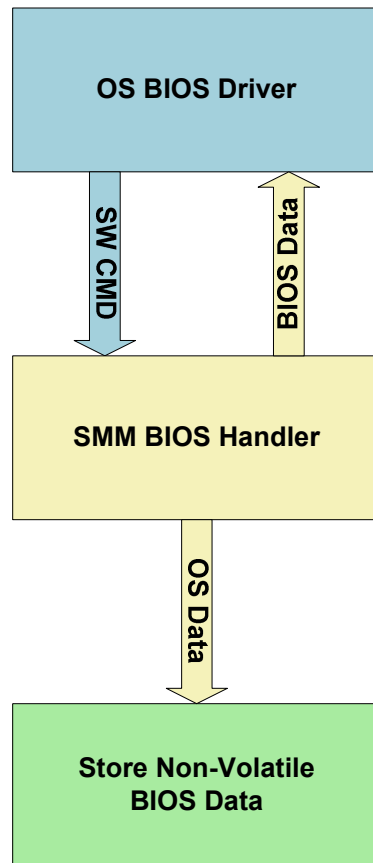 OS BIOS Driver
SW CMD
BIOS Data
SMM BIOS Handler
OS Data
Store Non-Volatile
BIOS Data